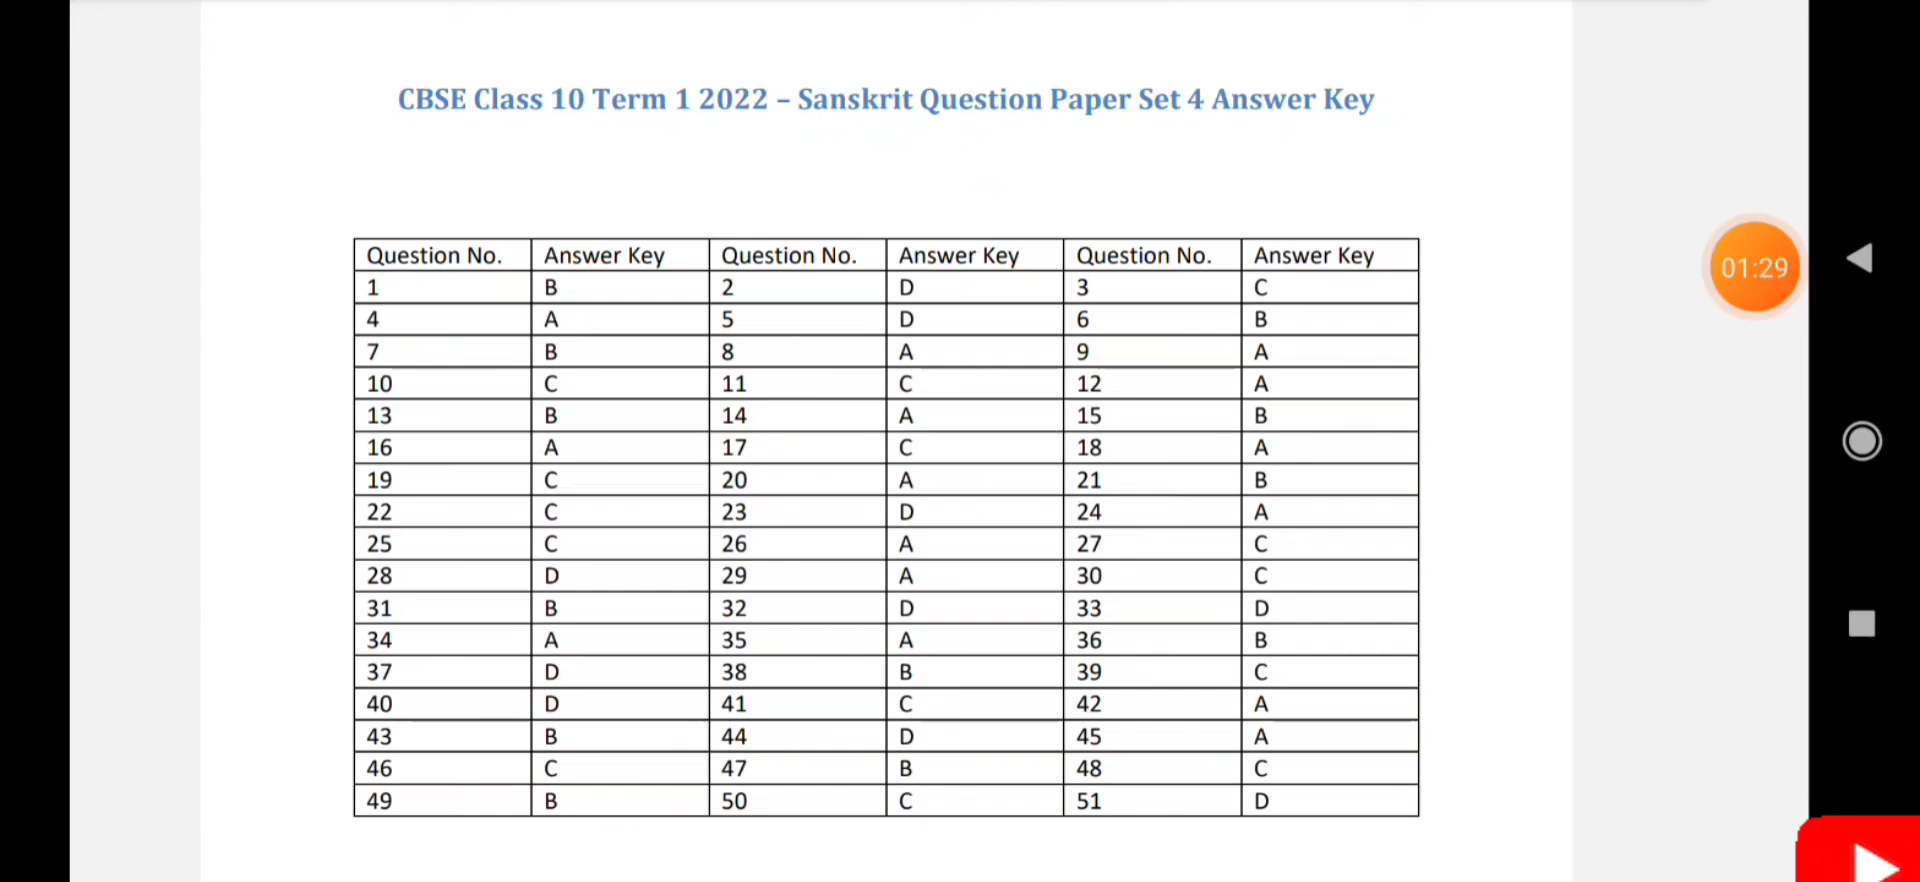 CBSE Class 10 Term 1 2022 – Sanskrit Question Paper Set 4 Answer Key
Question No. Answer Key Question No. Answer Key Question No. Answer Key
1 B 2 D 3 C
4 A 5 D 6 B
7 B 8 A 9 A
10 C 11 C 12 A
13 B 14 A 15 B
16 A 17 C 18 A
19 C 20 A 21 B
22 C 23 D 24 A
25 C 26 A 27 C
28 D 29 A 30 C
31 B 32 D 33 D
34 A 35 A 36 B
37 D 38 B 39 C
40 D 41 C 42 A
43 B 44 D 45 A
46 C 47 B 48 C
49 B 50 C 51 D
01:29